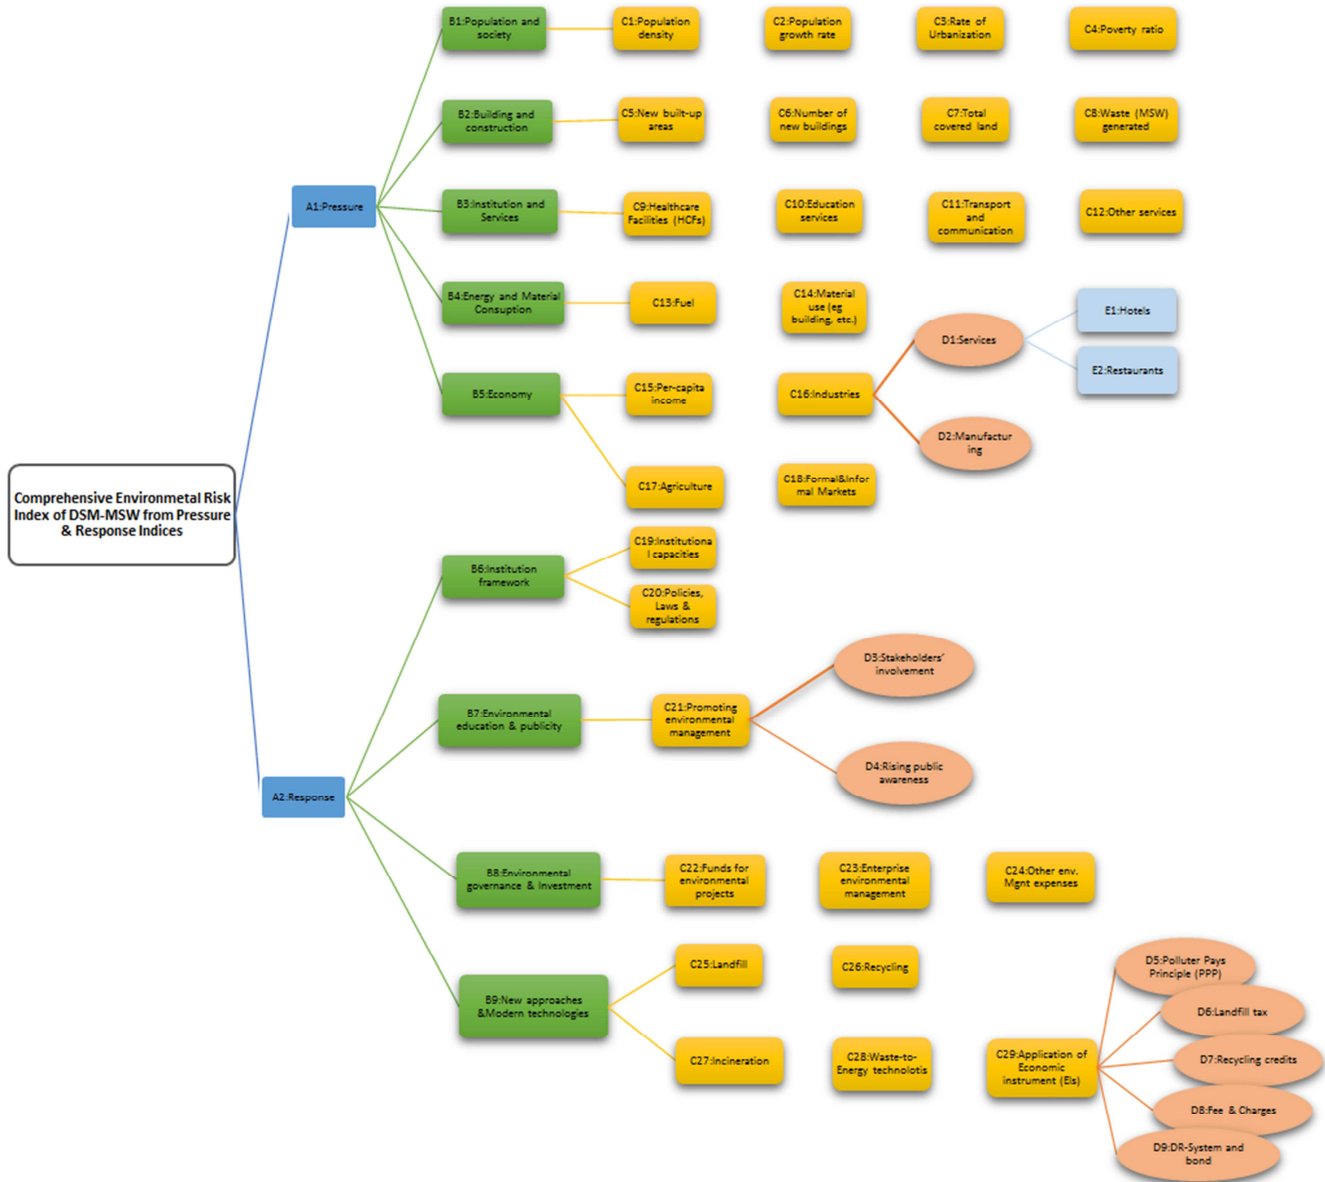 B1:Population and
society
C1:Population
density
C2:Population
growth rate
C3:Rate of
Urbanization
C4:Poverty ratio
B2:Building and
construction
C5:New built-up
areas
C6:Number of
new buildings
C7:Total
covered land
C8:Waste (MSW)
generated
A1:Pressure
B3:Institution and
Services
C9:Healthcare
Facilities (HCFs)
C10:Education
services
C11:Transport
and
communication
C12:Other services
B4:Energy and Material
Consuption
C13:Fuel
C14:Material
use (eg
building, etc.)
D1:Services
E1:Hotels
E2:Restaurants
B5:Economy
C15:Per-capita
income
C16:Industries
D2:Manufactur
ing
C17:Agriculture
C18:Formal&Infor
mal Markets
Comprehensive Environmetal Risk
Index of DSM-MSW from Pressure
& Response Indices
B6:Institution
framework
C19:Institutiona
l capacities
C20:Policies,
Laws &
regulations
B7:Environmental
education & publicity
C21:Promoting
environmental
management
D3:Stakeholders'
involvement
D4:Rising public
awareness
A2:Response
B8:Environmental
governance & Investment
C22:Funds for
environmental
projects
C23:Enterprise
environmental
management
C24:Other env.
Mgnt expenses
B9:New approaches
&Modern technologies
C25:Landfill
C26:Recycling
C27:Incineration
C28:Waste-to-
Energy technolotis
C29:Application of
Economic
instrument (EIs)
D5:Polluter Pays
Principle (PPP)
D6:Landfill tax
D7:Recycling credits
D8:Fee & Charges
D9:DR-System and
bond